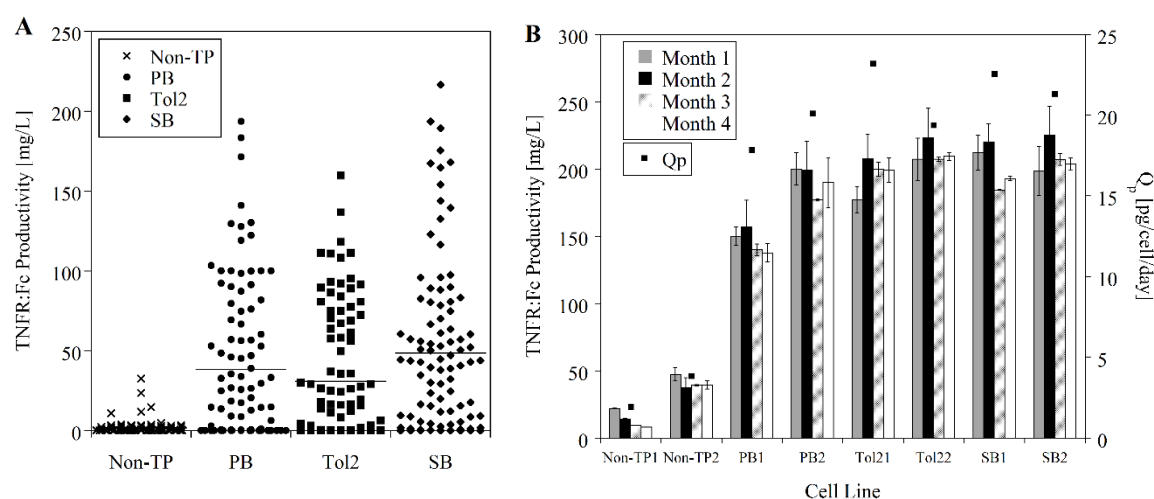 A
TNFR:Fc Productivity [mg/L]
250
200
150
100
50
0
Non-TP
PB
Tol2
SB
Non-TP
PB
Tol2
SB
B
TNFR:Fc Productivity [mg/L]
300
250
200
150
100
50
0
Month 1
Month 2
Month 3
Month 4
Qp
25
20
15
10
5
0
Qp [pg/cell/day]
Non-TP1
Non-TP2
PB1
PB2
Tol21
Tol22
SB1
SB2
Cell Line